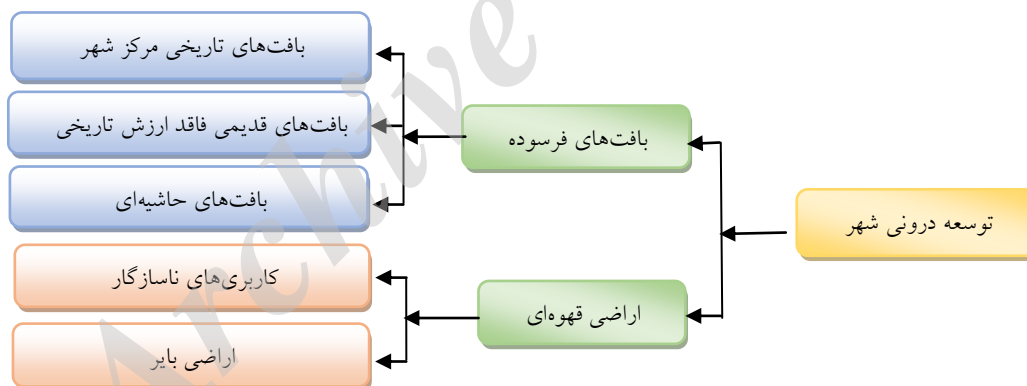 توسعه درونی شهر
بافت‌های فرسوده
بافت‌های تاریخی مرکز شهر
بافت‌های قدیمی فاقد ارزش تاریخی
بافت‌های حاشیه‌ای
اراضی قهوه‌ای
کاربری‌های ناسازگار
اراضی بایر
Archive